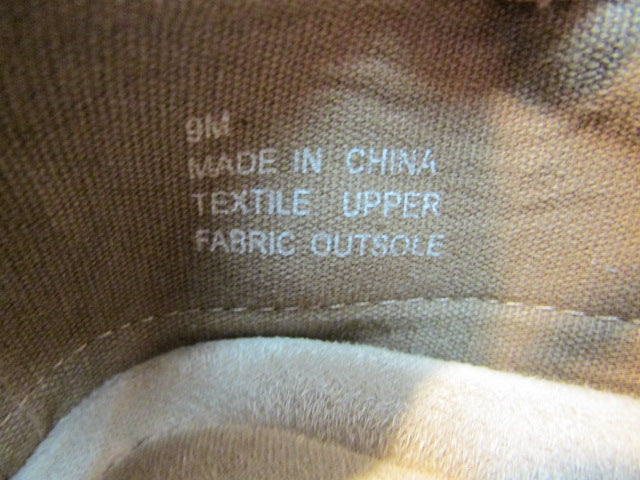 9M
MADE IN CHINA
TEXTILE UPPER
FABRIC OUTSOLE